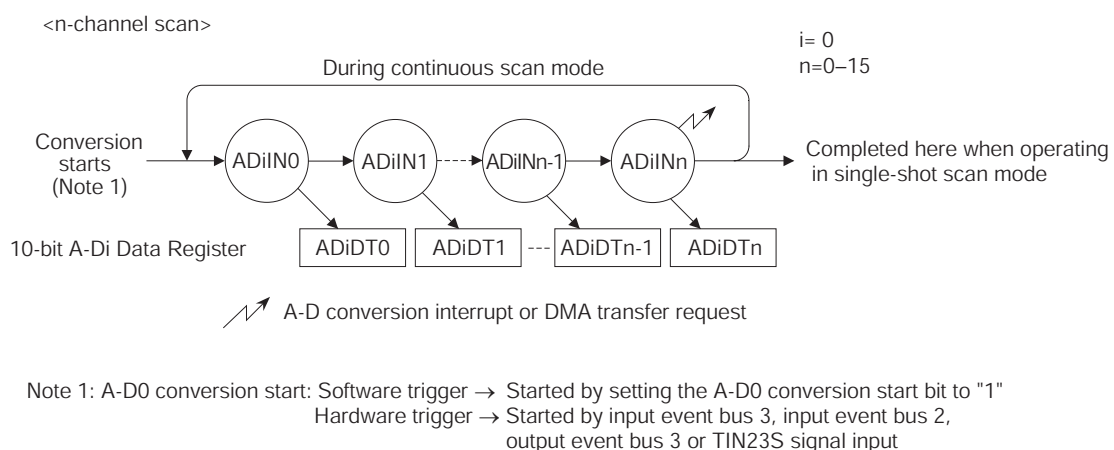 <n-channel scan>
i= 0
n=0–15
During continuous scan mode
Conversion
starts
(Note 1)
ADiIN0
ADiIN1
ADiINn-1
ADiINn
Completed here when operating
in single-shot scan mode
10-bit A-Di Data Register
ADiDT0
ADiDT1
ADiDTn-1
ADiDTn
A-D conversion interrupt or DMA transfer request
Note 1: A-D0 conversion start: Software trigger → Started by setting the A-D0 conversion start bit to "1"
Hardware trigger → Started by input event bus 3, input event bus 2,
output event bus 3 or TIN23S signal input